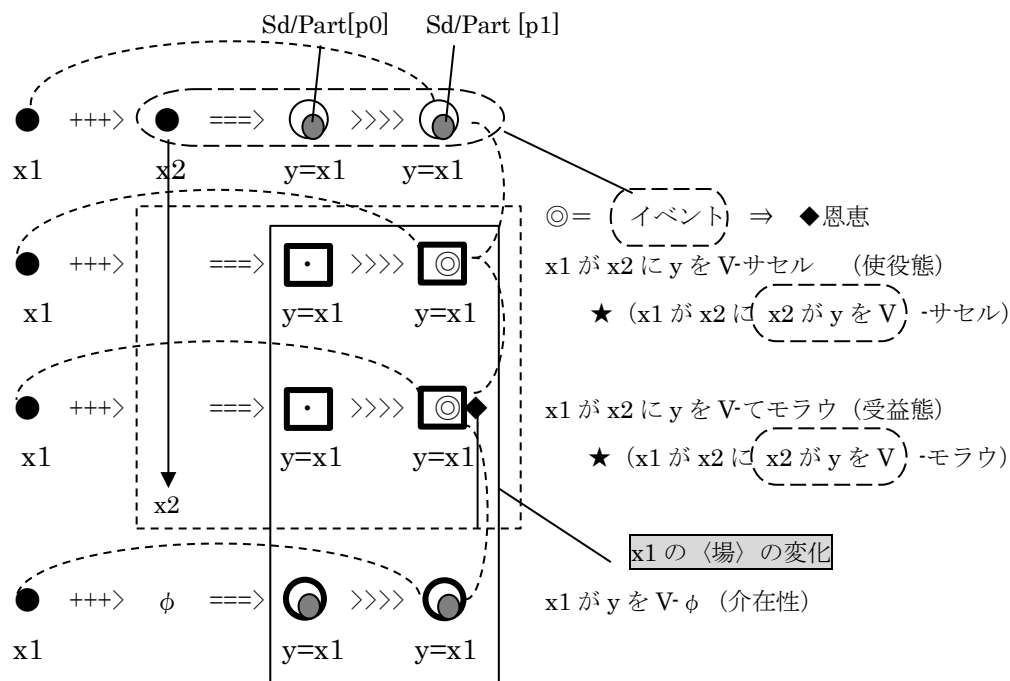 Sd/Part[p0] Sd/Part [p1]
+++> ===> >>>>
x1 x2 y=x1 y=x1
◎= イベント ⇒ ◆恩恵
+++> ===> >>>> ◎
x1 が x2 に y を V-サセル (使役態)
x1 y=x1 y=x1
★ (x1 が x2 に x2 が y を V -サセル)
+++> ===> >>>> ◎◆
x1 が x2 に y を V-てモラウ (受益態)
x1 y=x1 y=x1
★ (x1 が x2 に x2 が y を V -モラウ)
x2
x1 の〈場〉の変化
+++> φ ===> >>>>
x1 が y を V-φ (介在性)
x1 y=x1 y=x1